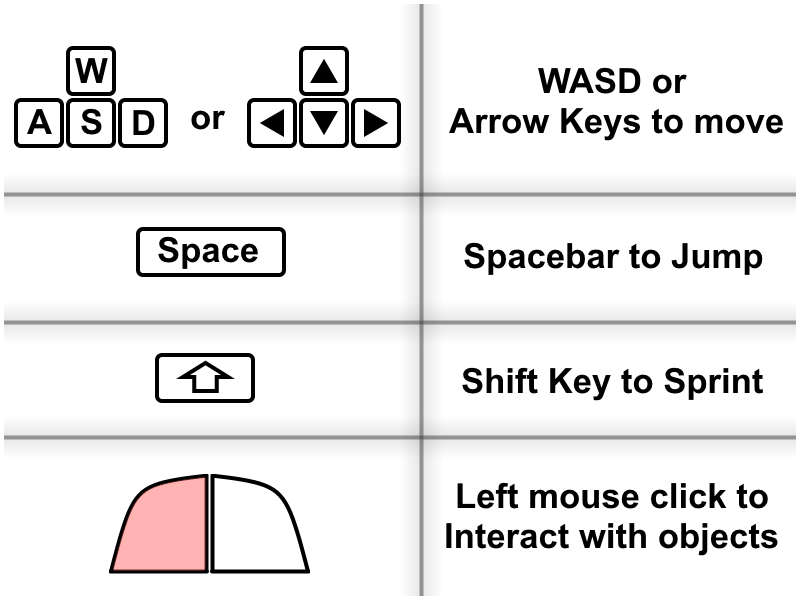 W
A S D or
WASD or
Arrow Keys to move
Space
Spacebar to Jump
Shift Key to Sprint
Left mouse click to
Interact with objects